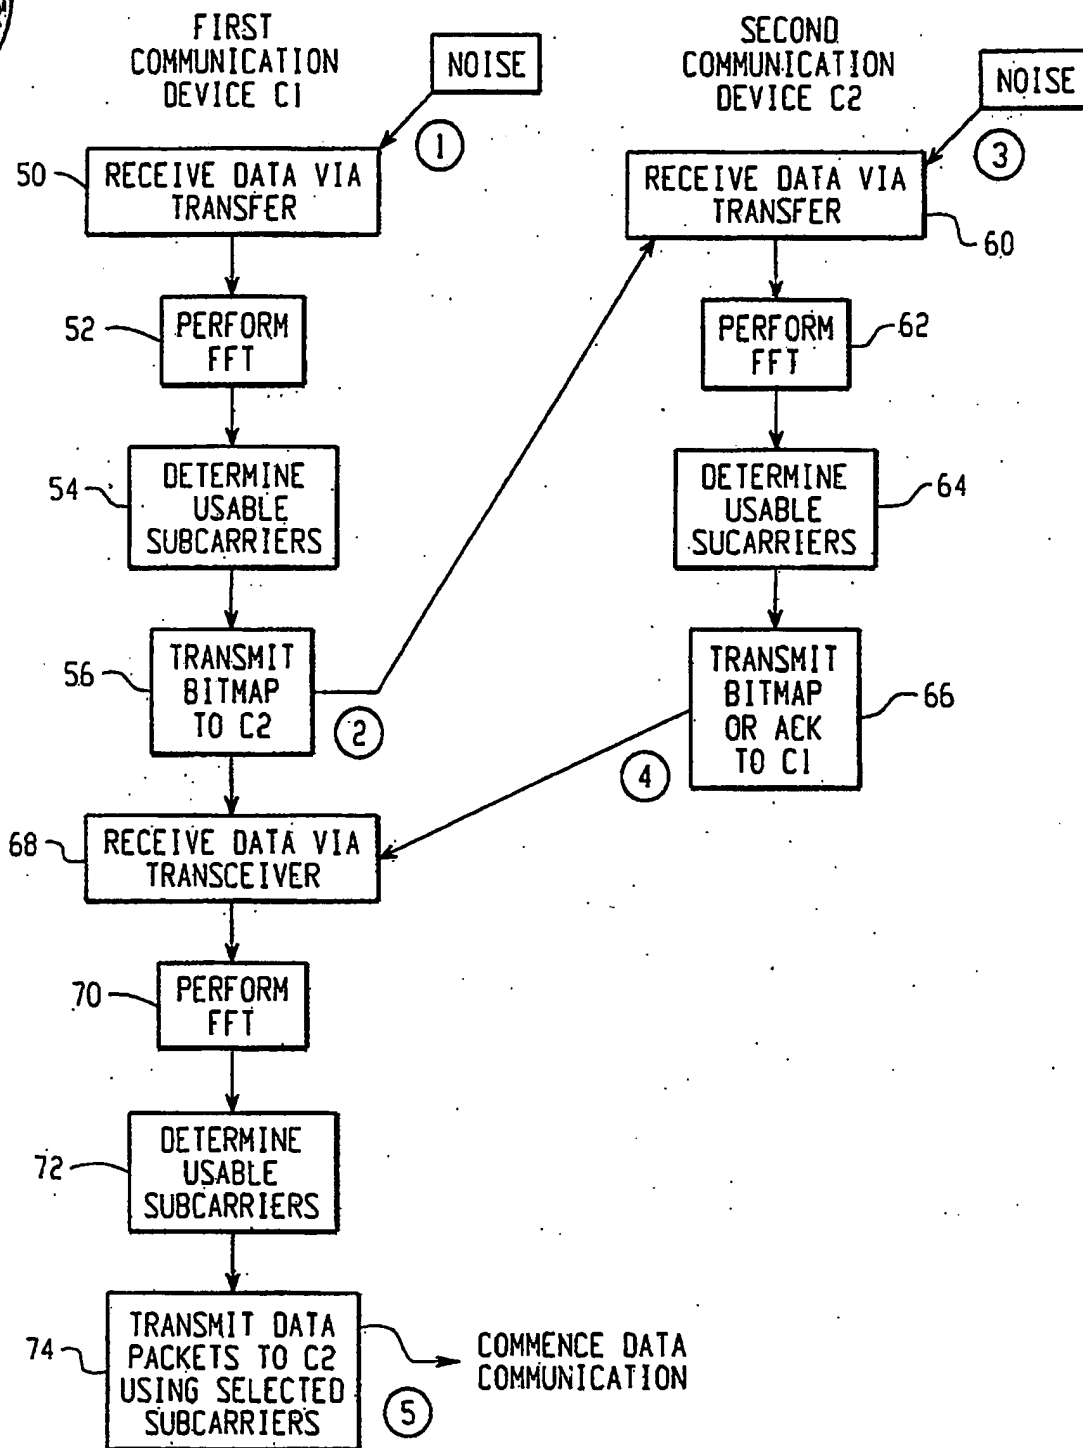 FIRST
COMMUNICATION
DEVICE C1
NOISE
1
50
RECEIVE DATA VIA
TRANSFER
52
PERFORM
FFT
54
DETERMINE
USABLE
SUBCARRIERS
56
TRANSMIT
BITMAP
TO C2
2
68
RECEIVE DATA VIA
TRANSCEIVER
70
PERFORM
FFT
72
DETERMINE
USABLE
SUBCARRIERS
74
TRANSMIT DATA
PACKETS TO C2
USING SELECTED
SUBCARRIERS
5
COMMENCE DATA
COMMUNICATION
SECOND
COMMUNICATION
DEVICE C2
NOISE
3
RECEIVE DATA VIA
TRANSFER
60
PERFORM
FFT
62
DETERMINE
USABLE
SUCARRIERS
64
TRANSMIT
BITMAP
OR ACK
TO C1
66
4